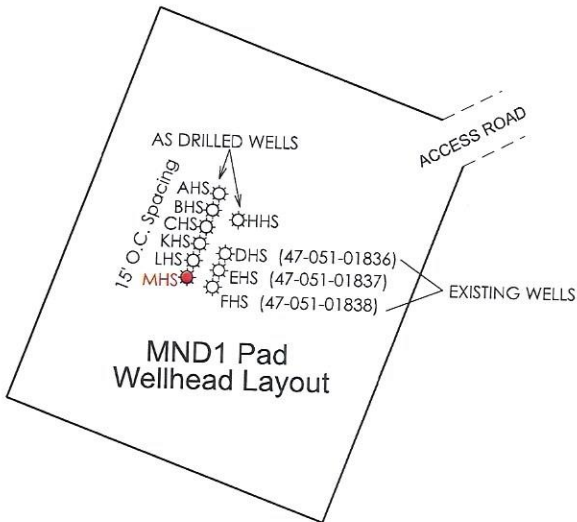 ACCESS ROAD
AS DRILLED WELLS
15' O.C. Spacing
AHS
BHS
CHS
HHS
KHS
LHS
MHS
DHS (47-051-01836)
EHS (47-051-01837)
FHS (47-051-01838)
EXISTING WELLS
MND1 Pad
Wellhead Layout